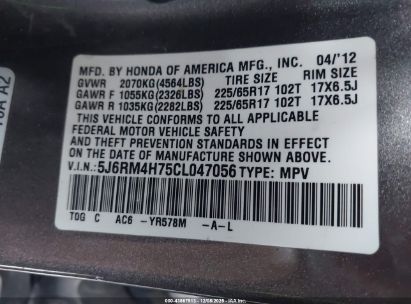 MFD. BY HONDA OF AMERICA MFG., INC. 04/'12
GVWR 2070KG(4564LBS) TIRE SIZE RIM SIZE
GAWR F 1055KG(2326LBS) 225/65R17 102T 17X6.5J
GAWR R 1035KG(2282LBS) 225/65R17 102T 17X6.5J
THIS VEHICLE CONFORMS TO ALL APPLICABLE
FEDERAL MOTOR VEHICLE SAFETY
AND THEFT PREVENTION STANDARDS IN EFFECT
ON THE DATE OF MANUFACTURE SHOWN ABOVE.
V.I.N.:5J6RM4H75CL047056 TYPE: MPV
TDG C AC6 -YR578M -A-L
10A A2